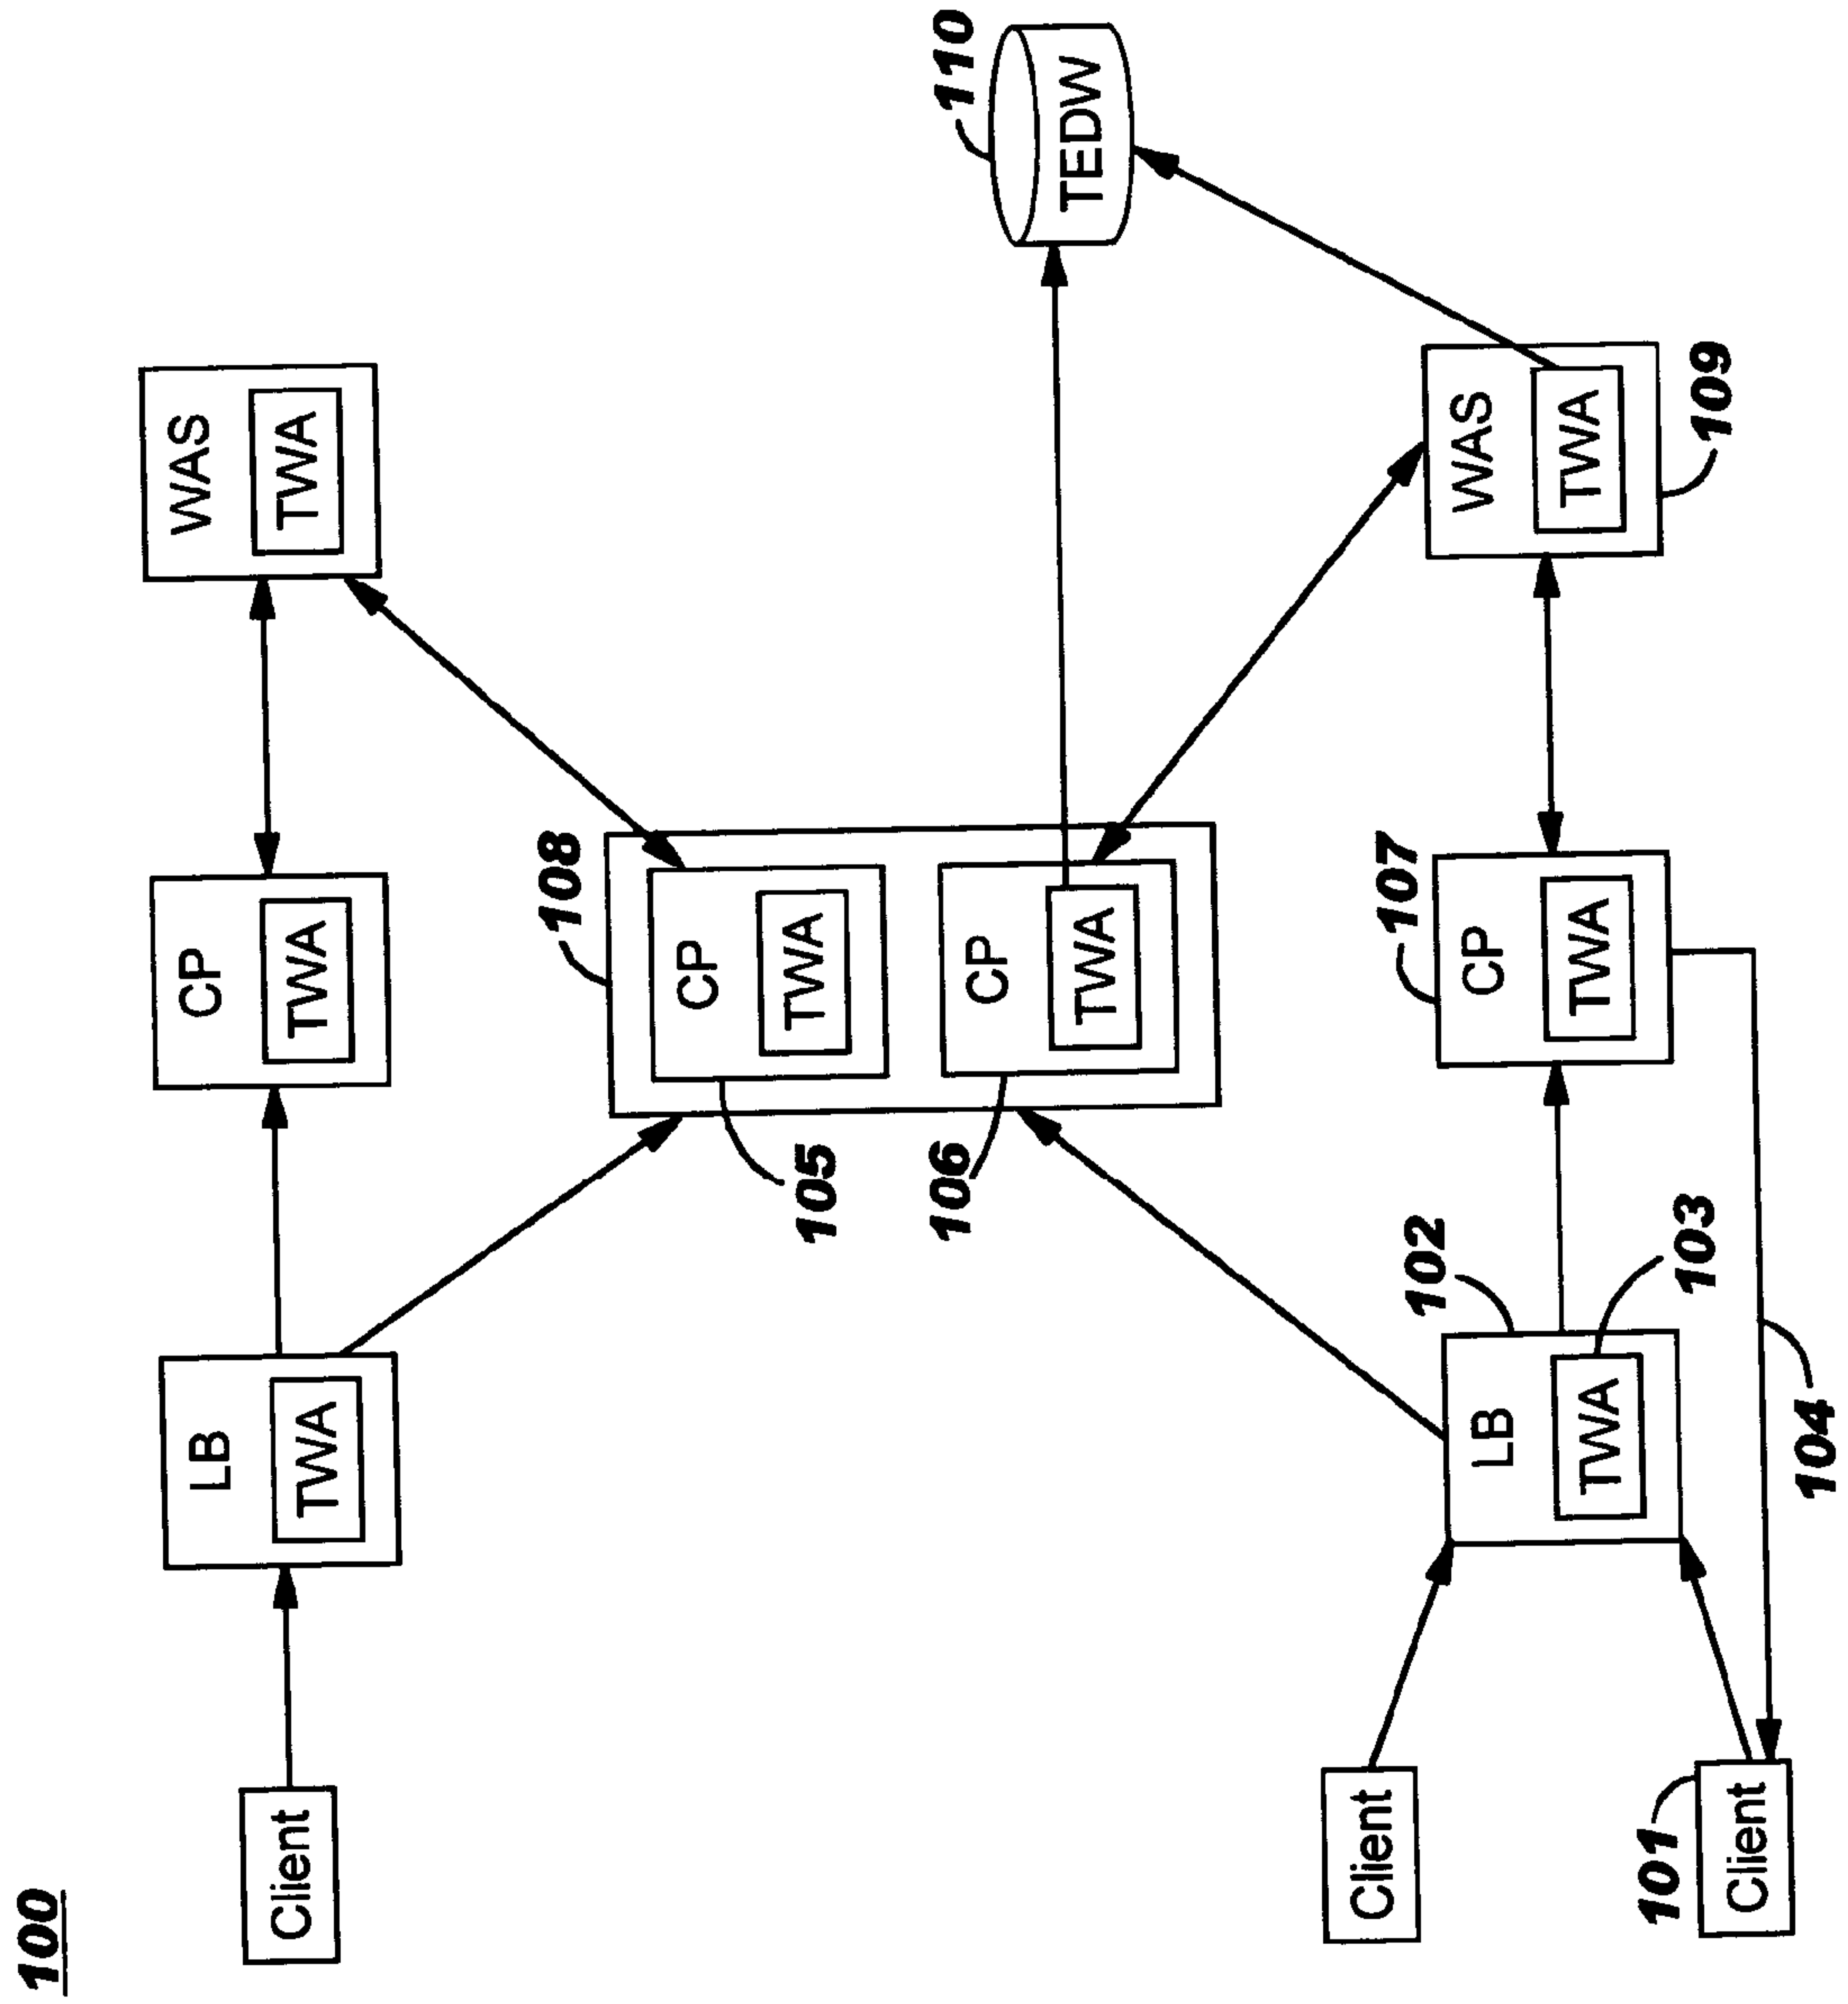 100
Client
LB
TWA
CP
TWA
WAS
TWA
108
CP
TWA
105
CP
TWA
106
110
TEDW
Client
101
Client
102
LB
TWA
103
104
107
CP
TWA
WAS
TWA
109